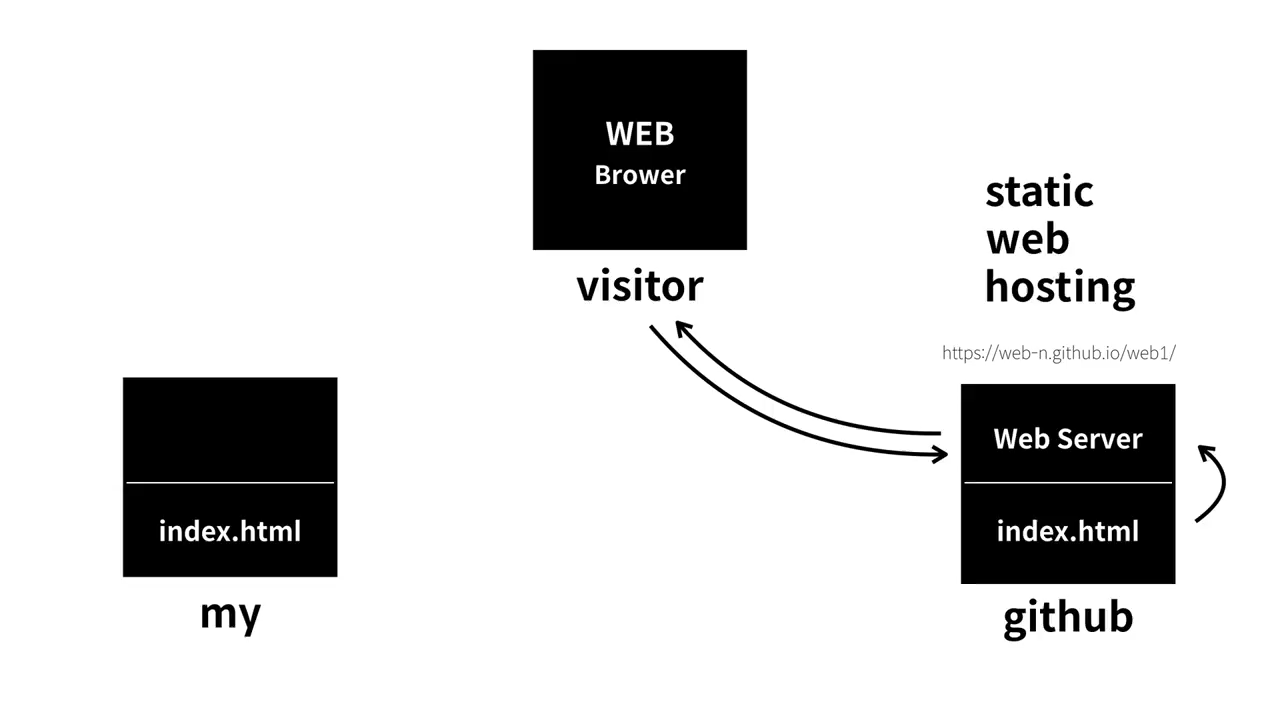 WEB
Brower
visitor
static
web
hosting
https://web-n.github.io/web1/
Web Server
index.html
github
index.html
my